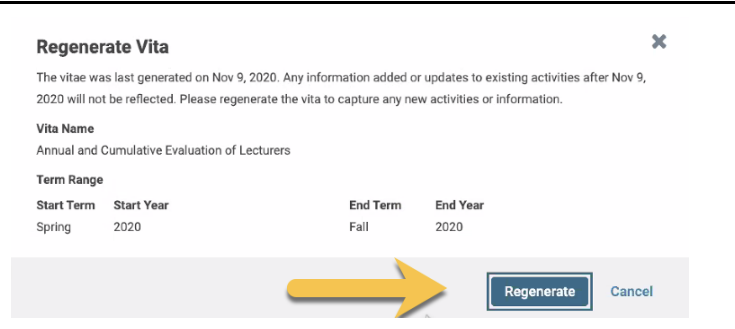 Regenerate Vita
The vitae was last generated on Nov 9, 2020. Any information added or updates to existing activities after Nov 9,
2020 will not be reflected. Please regenerate the vita to capture any new activities or information.
Vita Name
Annual and Cumulative Evaluation of Lecturers
Term Range
Start Term Start Year End Term End Year
Spring 2020 Fall 2020
Regenerate Cancel